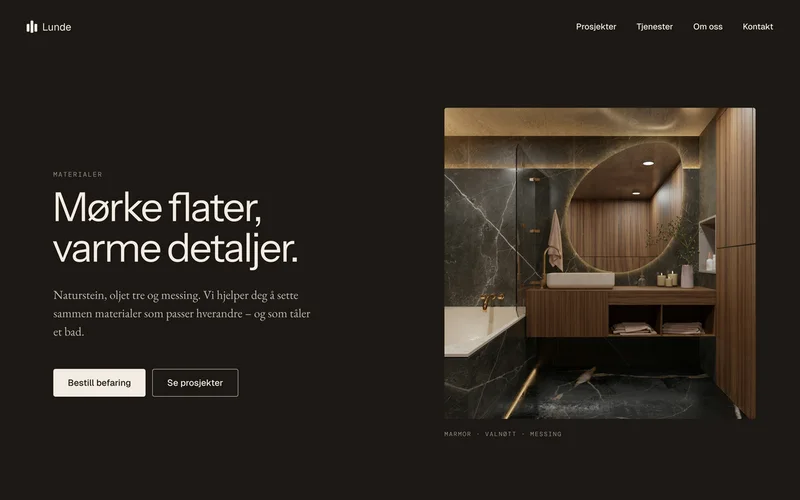 Lunde
Prosjekter
Tjenester
Om oss
Kontakt
MATERIALER
Mørke flater,
varme detaljer.
Naturstein, oljet tre og messing. Vi hjelper deg å sette
sammen materialer som passer hverandre – og som tåler
et bad.
Bestill befaring
Se prosjekter
MARMOR · VALNØTT · MESSING